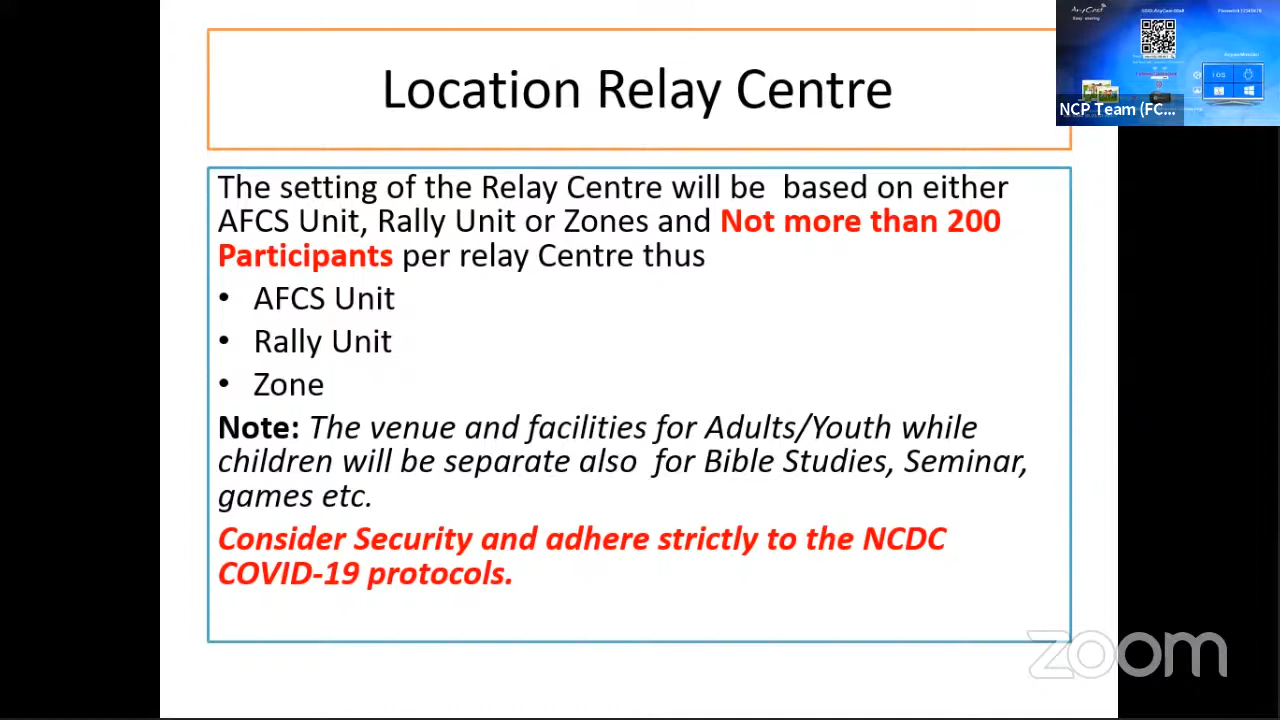 Location Relay Centre
The setting of the Relay Centre will be based on either
AFCS Unit, Rally Unit or Zones and Not more than 200
Participants per relay Centre thus
• AFCS Unit
• Rally Unit
• Zone
Note: The venue and facilities for Adults/Youth while
children will be separate also for Bible Studies, Seminar,
games etc.
Consider Security and adhere strictly to the NCDC
COVID-19 protocols.
AnyCast
NCP Team (FC...
iOS
zoom